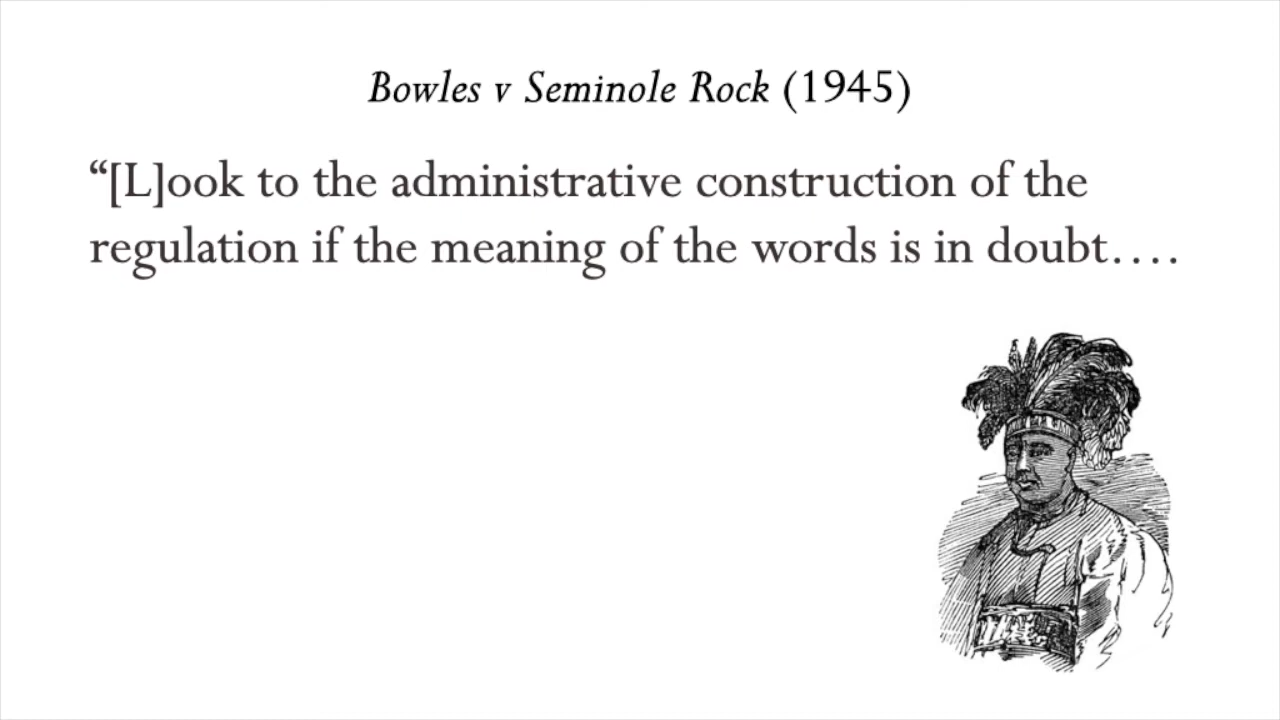 Bowles v Seminole Rock (1945)
“[L]ook to the administrative construction of the
regulation if the meaning of the words is in doubt….